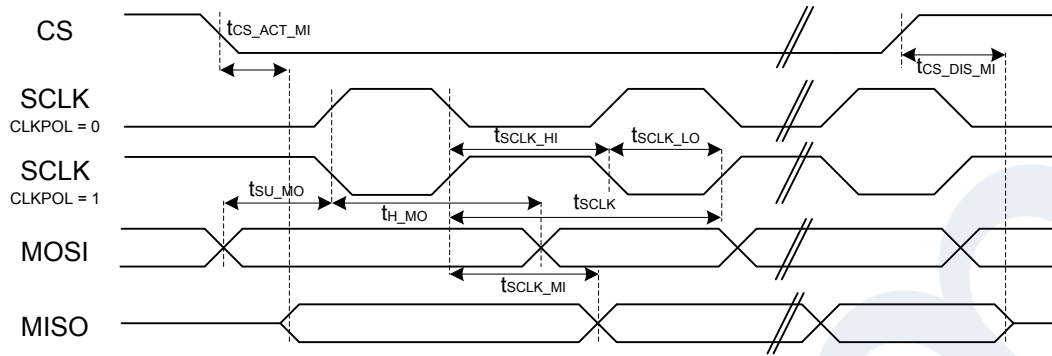 CS
tCS_ACT_MI
tCS_DIS_MI
SCLK
CLKPOL = 0
tSCLK_HI
tSCLK_LO
SCLK
CLKPOL = 1
tSU_MO
tH_MO
tSCLK
MOSI
tSCLK_MI
MISO